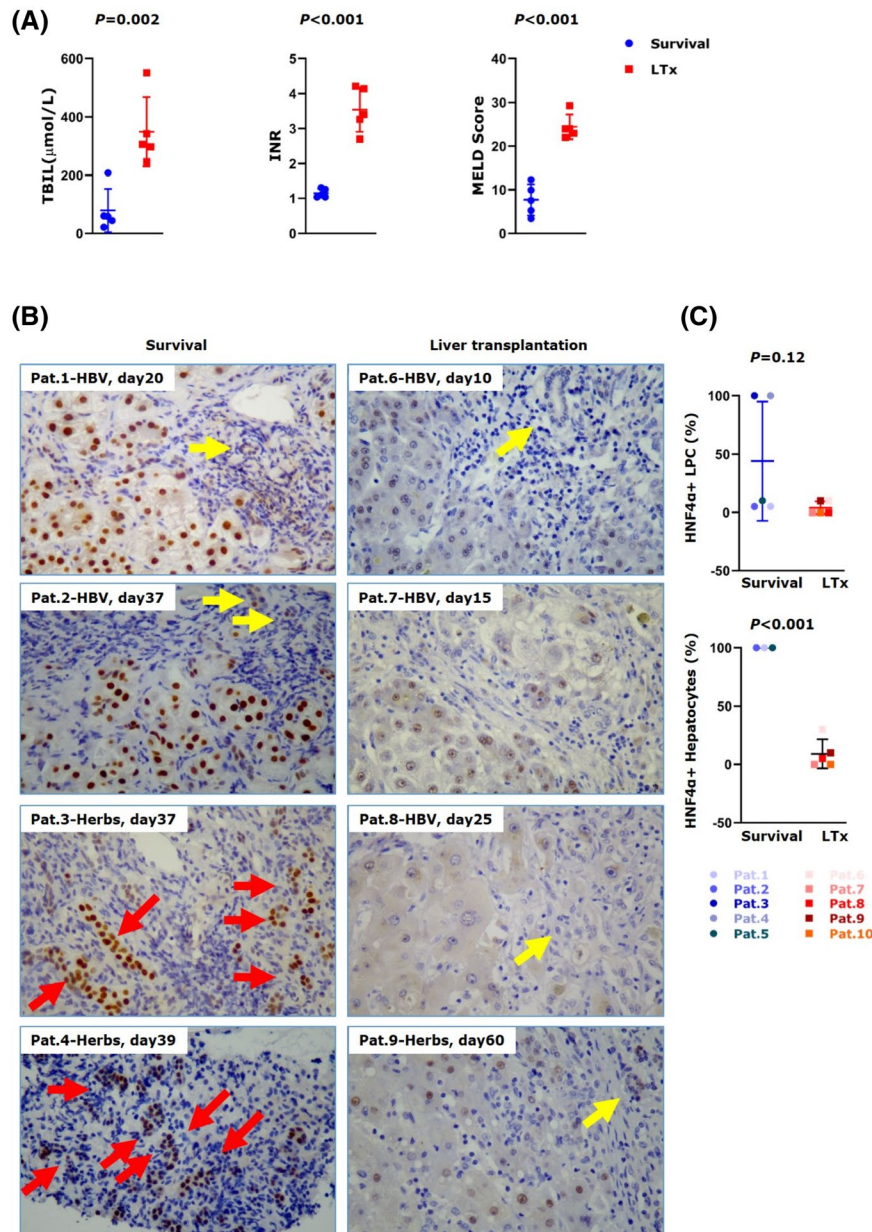 (A)
P=0.002
P<0.001
P<0.001
Survival
LTx
TBIL(μmol/L)
600
400
200
0
INR
5
4
3
2
1
0
MELD Score
40
30
20
10
0
(B)
Survival
Liver transplantation
Pat.1-HBV, day20
Pat.6-HBV, day10
Pat.2-HBV, day37
Pat.7-HBV, day15
Pat.3-Herbs, day37
Pat.8-HBV, day25
Pat.4-Herbs, day39
Pat.9-Herbs, day60
(C)
P=0.12
HNF4α+ LPC (%)
100
50
0
-50
Survival
LTx
P<0.001
HNF4α+ Hepatocytes (%)
100
50
0
-50
Survival
LTx
Pat.1
Pat.6
Pat.2
Pat.7
Pat.3
Pat.8
Pat.4
Pat.9
Pat.5
Pat.10